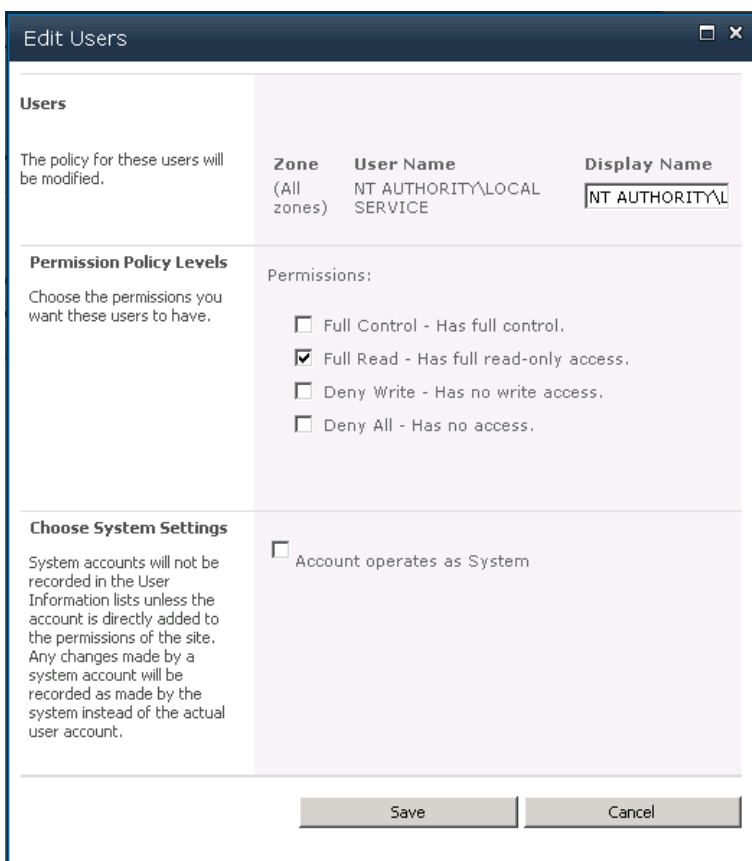 Edit Users
Users
The policy for these users will
be modified.
Zone User Name Display Name
(All
zones)
NT AUTHORITY\LOCAL
SERVICE
NT AUTHORITY\L
Permission Policy Levels
Choose the permissions you
want these users to have.
Permissions:
Full Control - Has full control.
Full Read - Has full read-only access.
Deny Write - Has no write access.
Deny All - Has no access.
Choose System Settings
System accounts will not be
recorded in the User
Information lists unless the
account is directly added to
the permissions of the site.
Any changes made by a
system account will be
recorded as made by the
system instead of the actual
user account.
Account operates as System
Save Cancel